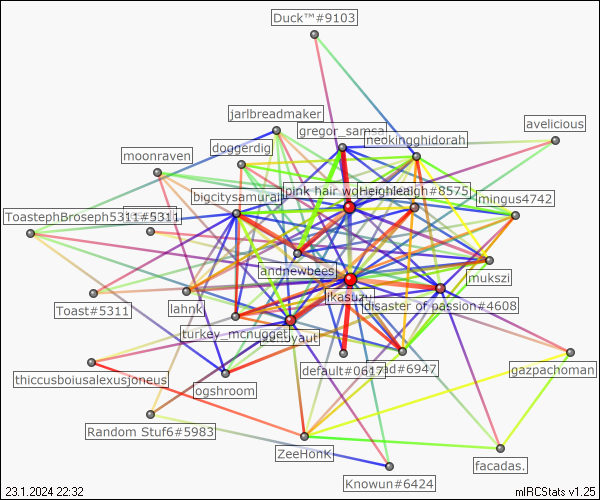 Duck™#9103
jarlbreadmaker
gregor_samsa
avelicious
neokingghidorah
doggerdig
moonraven
pink hair wo
Heighleigh#8575
bigcitysamurai
mingus4742
ToastephBroseph5311#5311
andnewbees
mukszi
jkasuzu
lahnk
Toast#5311
disaster of passion#4608
turkey_mcnugget
yaut
default#0617
ad#6947
gazpachoman
thiccusboiusalexusjoneus
ogshroom
Random Stuf6#5983
ZeeHonK
facadas.
Knowun#6424
23.1.2024 22:32
mIRCStats v1.25